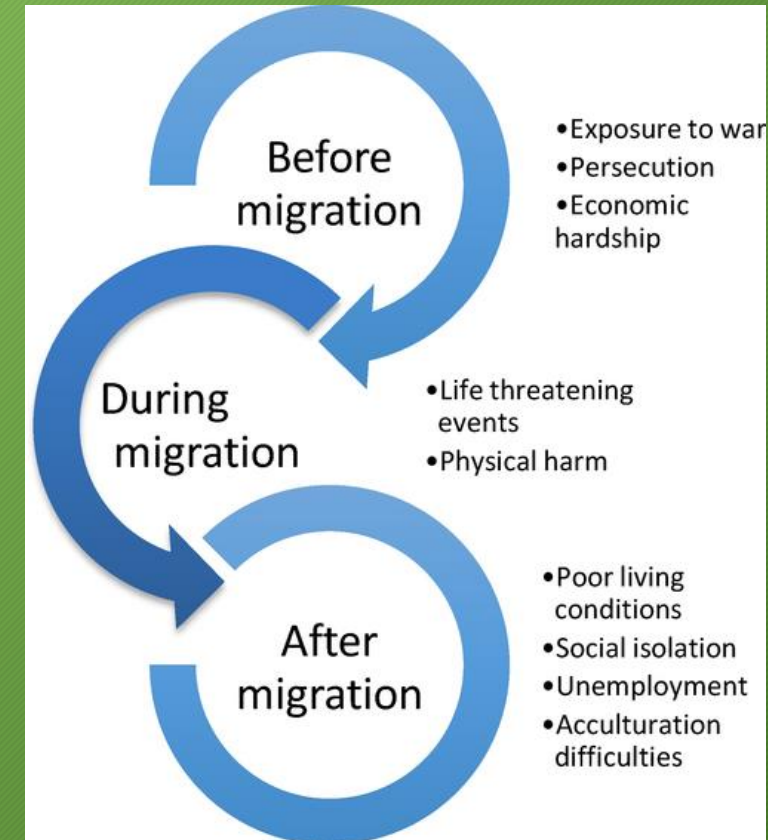 Before
migration
•Exposure to war
•Persecution
•Economic
hardship
During
migration
•Life threatening
events
•Physical harm
After
migration
•Poor living
conditions
•Social isolation
•Unemployment
•Acculturation
difficulties